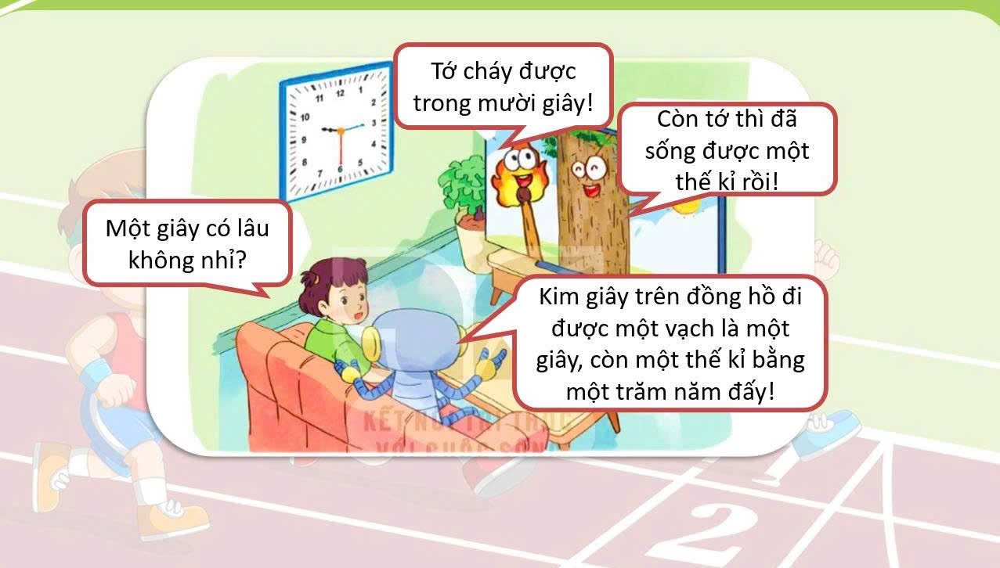 Tớ cháy được
trong mười giây!
Còn tớ thì đã
sống được một
thế kỉ rồi!
11 12 1
10 2
9 3
8 4
7 6 5
Một giây có lâu
không nhỉ?
Kim giây trên đồng hồ đi
được một vạch là một
giây, còn một thế kỉ bằng
một trăm năm đấy!
KẾT NỐI TRI THỨC
VỚI CUỘC SỐNG
1
2